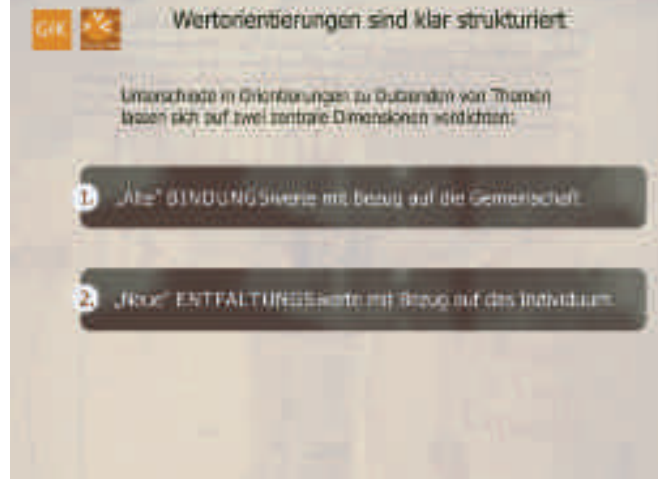 GfK
Wertorientierungen sind klar strukturiert
Unterschiede in Orientierungen zu Dutzenden von Themen
lassen sich auf zwei zentrale Dimensionen verdichten:
1. „Alte" BINDUNGSwerte mit Bezug auf die Gemeinschaft
2. „Neue" ENTFALTUNGSwerte mit Bezug auf das Individuum